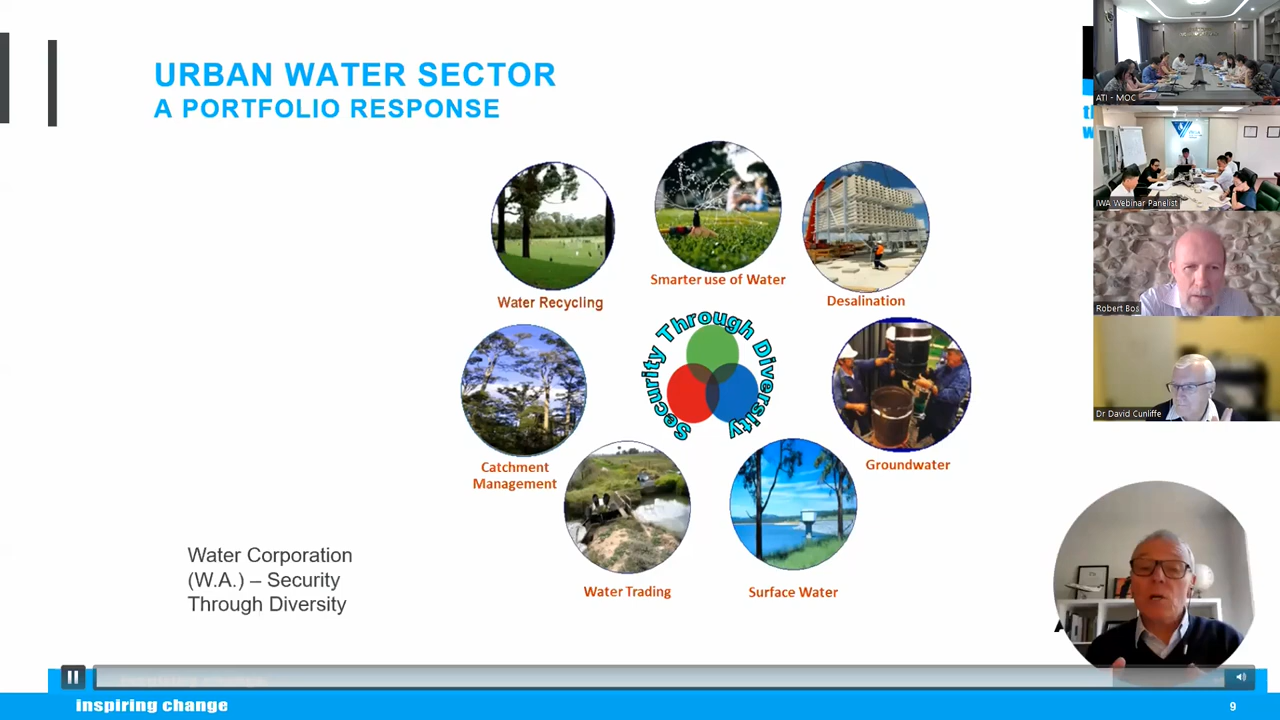 URBAN WATER SECTOR
A PORTFOLIO RESPONSE
Water Recycling
Smarter use of Water
Desalination
Security Through Diversity
Catchment
Management
Groundwater
Water Trading
Surface Water
Water Corporation
(W.A.) – Security
Through Diversity
inspiring change
9
ATI - MOC
IWA Webinar Panelist
Robert Bos
Dr David Cunliffe